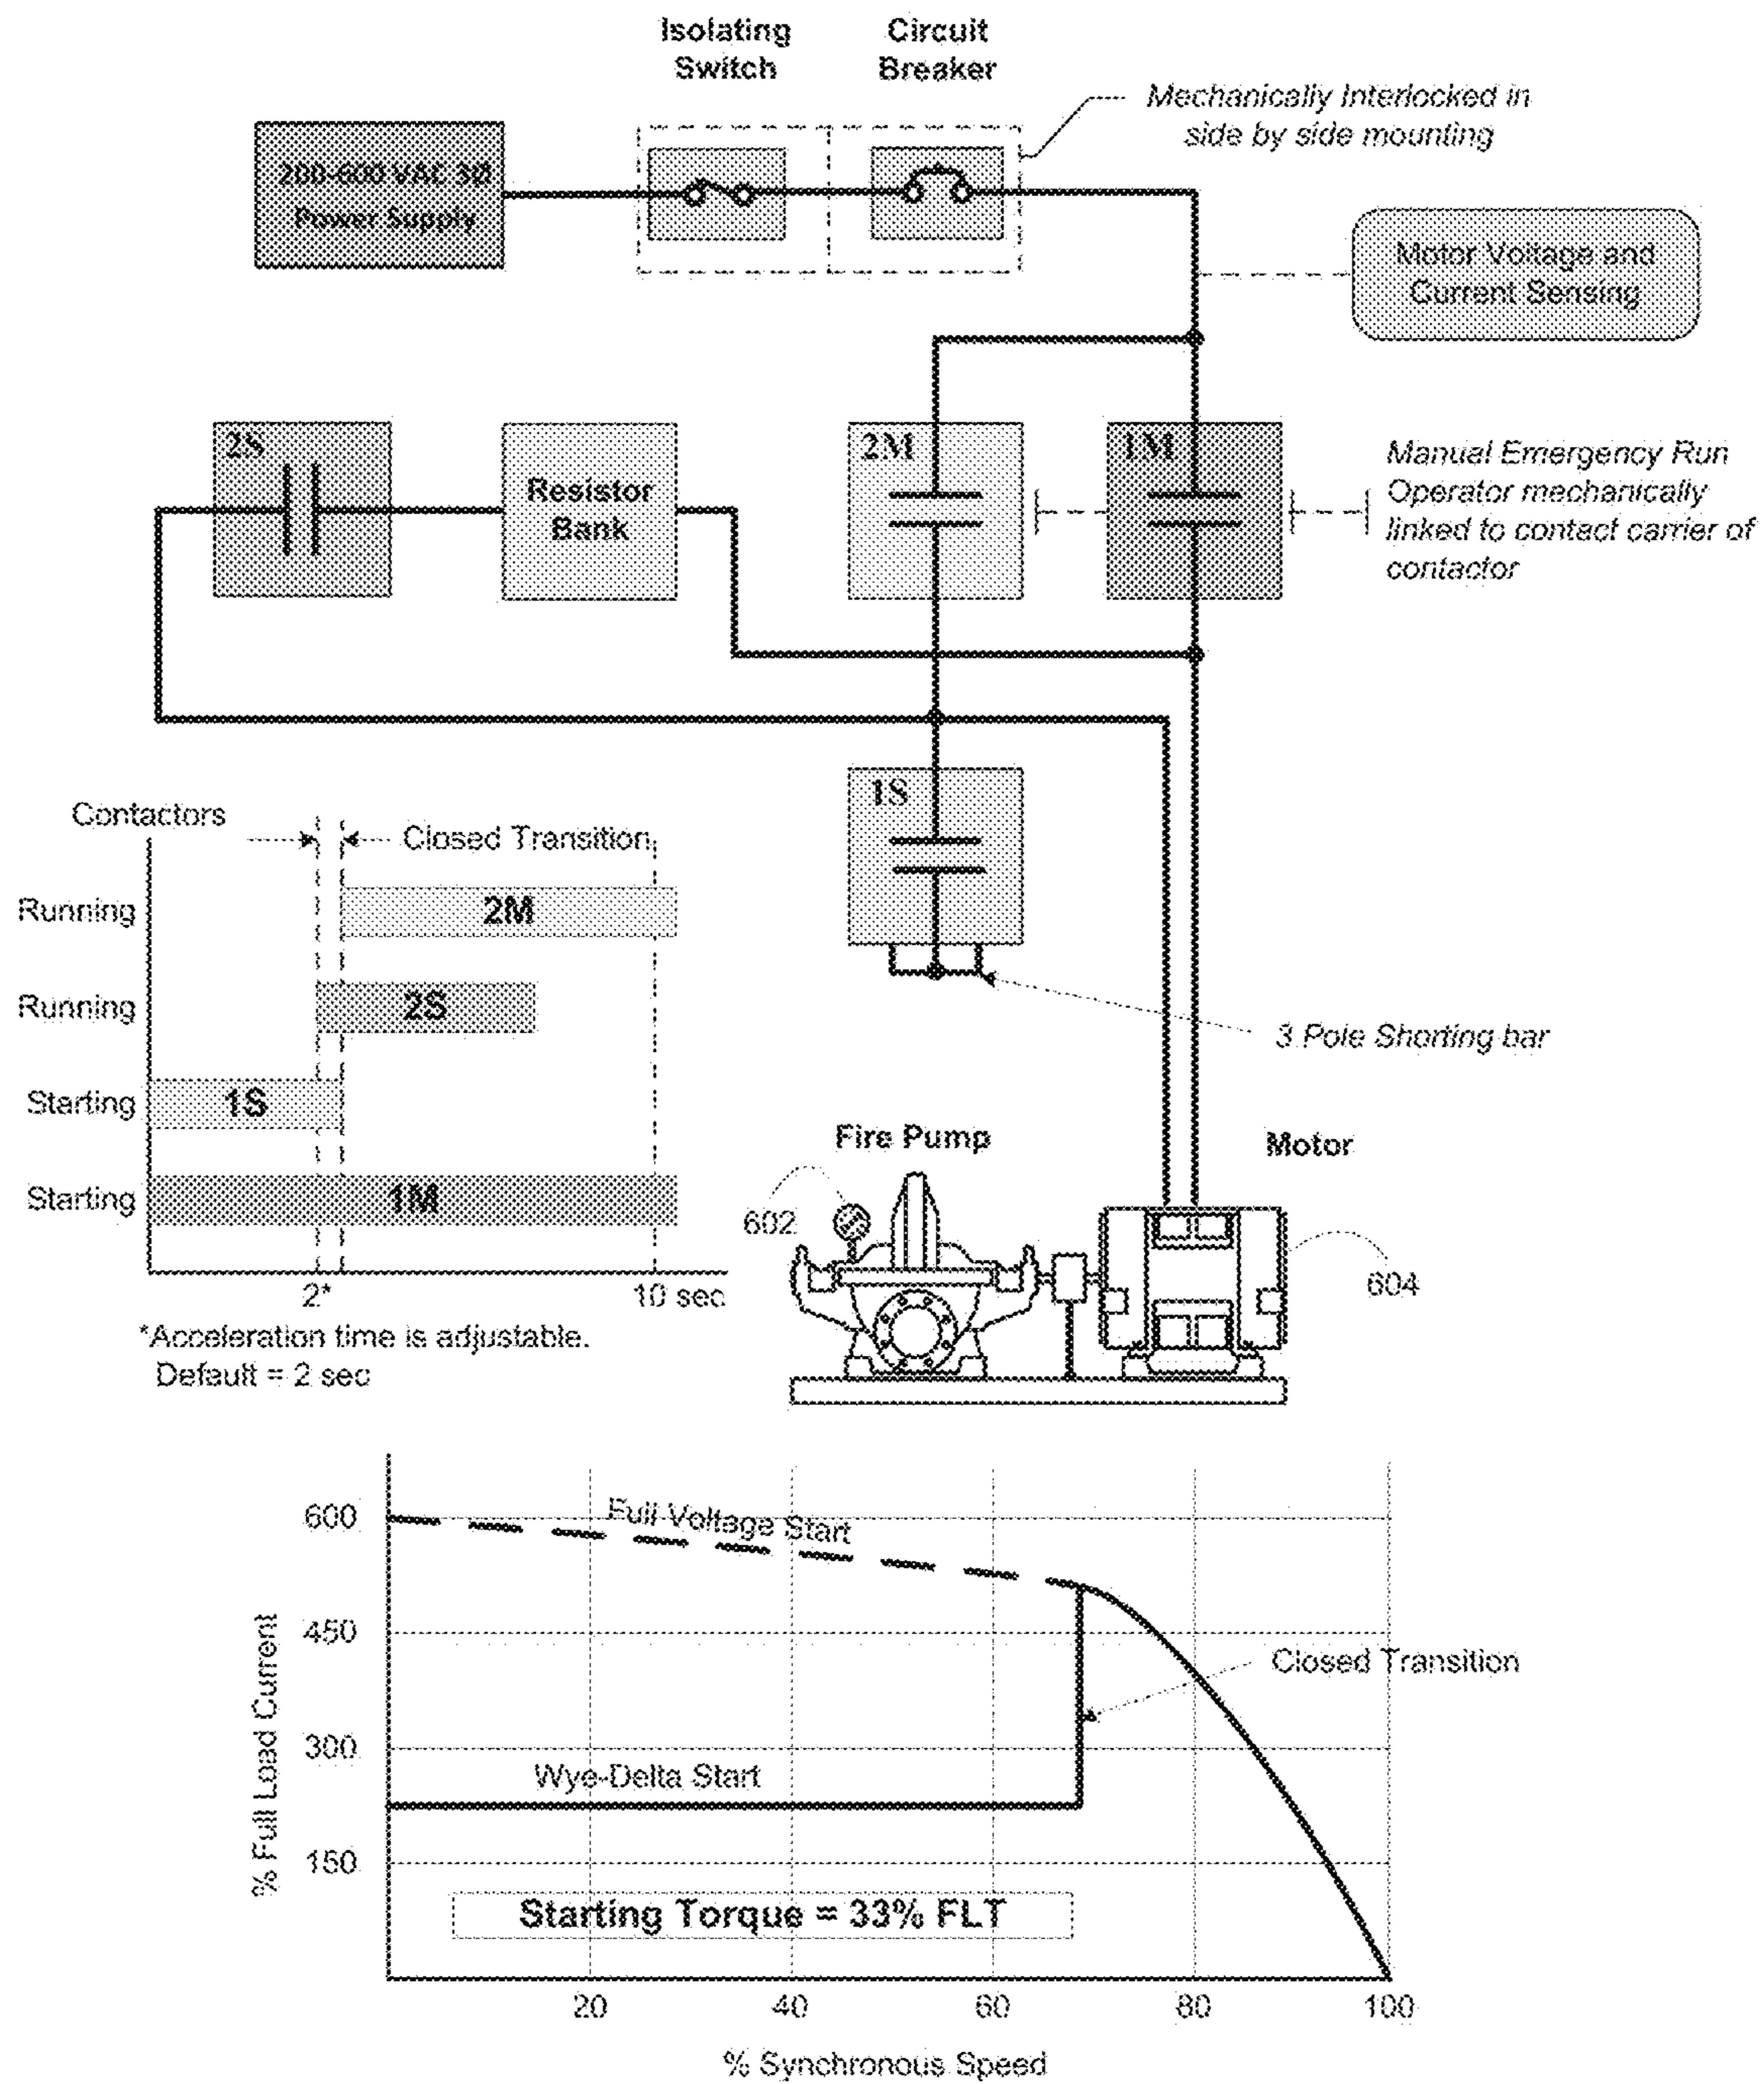 Isolating
Switch
Circuit
Breaker
Mechanically Interlocked in
side by side mounting
200-600 VAC 3Ø
Power Supply
Motor Voltage and
Current Sensing
2S
Resistor
Bank
2M
1M
Manual Emergency Run
Operator mechanically
linked to contact carrier of
contactor
1S
3 Pole Shorting bar
Contactors
Closed Transition
Running
2M
Running
2S
Starting
1S
Starting
1M
2*
10 sec
*Acceleration time is adjustable.
Default = 2 sec
Fire Pump
Motor
602
604
Full Voltage Start
600
450
300
150
% Full Load Current
Closed Transition
Wye-Delta Start
Starting Torque = 33% FLT
20
40
60
80
100
% Synchronous Speed